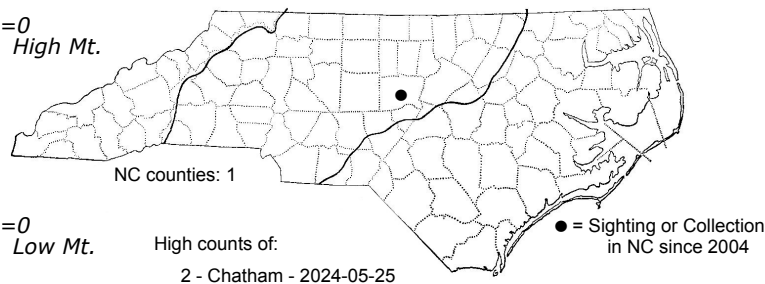 =0
High Mt.
NC counties: 1
=0
Low Mt.
High counts of:
2 - Chatham - 2024-05-25
● = Sighting or Collection
in NC since 2004